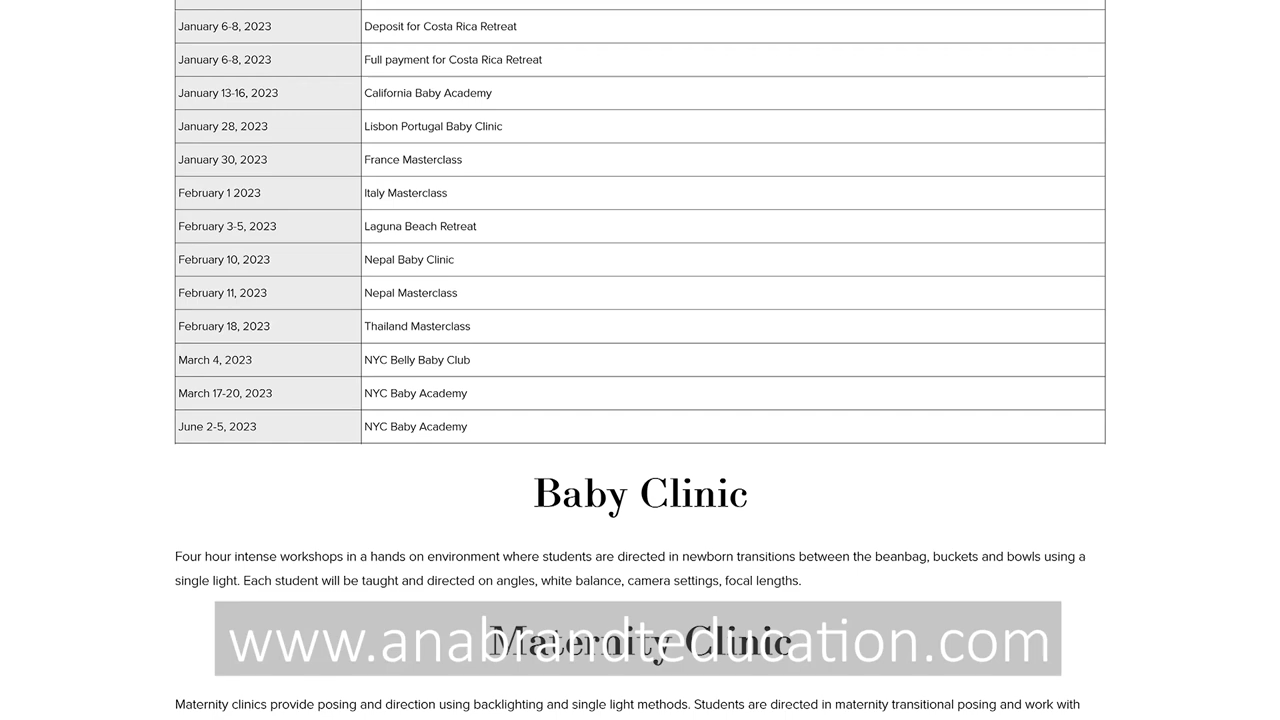 January 6-8, 2023 Deposit for Costa Rica Retreat
January 6-8, 2023 Full payment for Costa Rica Retreat
January 13-16, 2023 California Baby Academy
January 28, 2023 Lisbon Portugal Baby Clinic
January 30, 2023 France Masterclass
February 1 2023 Italy Masterclass
February 3-5, 2023 Laguna Beach Retreat
February 10, 2023 Nepal Baby Clinic
February 11, 2023 Nepal Masterclass
February 18, 2023 Thailand Masterclass
March 4, 2023 NYC Belly Baby Club
March 17-20, 2023 NYC Baby Academy
June 2-5, 2023 NYC Baby Academy
Baby Clinic
Four hour intense workshops in a hands on environment where students are directed in newborn transitions between the beanbag, buckets and bowls using a
single light. Each student will be taught and directed on angles, white balance, camera settings, focal lengths.
Maternity Clinic
www.anabrandteducation.com
Maternity clinics provide posing and direction using backlighting and single light methods. Students are directed in maternity transitional posing and work with